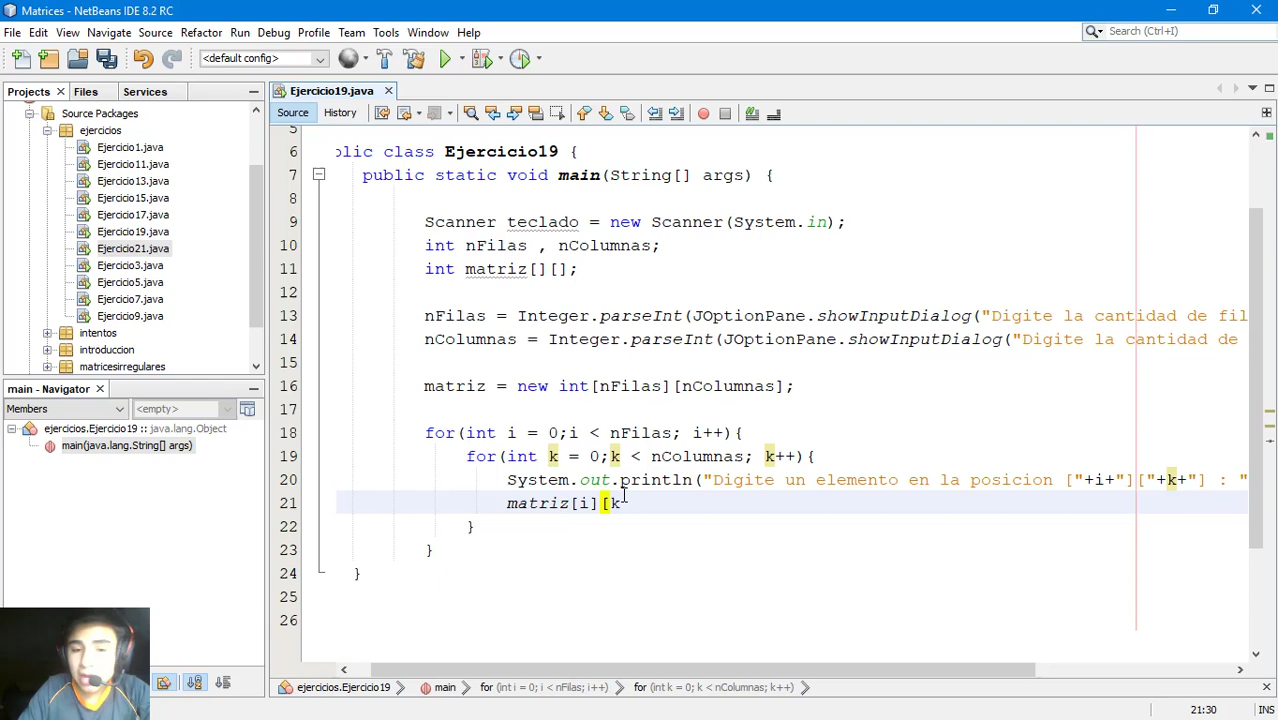 Matrices - NetBeans IDE 8.2 RC
File Edit View Navigate Source Refactor Run Debug Profile Team Tools Window Help
Search (Ctrl+I)
<default config>
Projects Files Services
Ejercicio19.java
Source History
Source Packages
ejercicios
Ejercicio1.java
Ejercicio11.java
Ejercicio13.java
Ejercicio15.java
Ejercicio17.java
Ejercicio19.java
Ejercicio21.java
Ejercicio3.java
Ejercicio5.java
Ejercicio7.java
Ejercicio9.java
intentos
introduccion
matricesirregulares
main - Navigator
Members <empty>
ejercicios.Ejercicio19 :: java.lang.Object
main(java.lang.String[] args)
5
6 blic class Ejercicio19 {
7 public static void main(String[] args) {
8
9 Scanner teclado = new Scanner(System.in);
10 int nFilas , nColumnas;
11 int matriz[][];
12
13 nFilas = Integer.parseInt(JOptionPane.showInputDialog("Digite la cantidad de fil
14 nColumnas = Integer.parseInt(JOptionPane.showInputDialog("Digite la cantidad de
15
16 matriz = new int[nFilas][nColumnas];
17
18 for(int i = 0;i < nFilas; i++){
19 for(int k = 0;k < nColumnas; k++){
20 System.out.println("Digite un elemento en la posicion ["+i+"]["+k+"] : "
21 matriz[i][k
22 }
23 }
24 }
25
26
ejercicios.Ejercicio19 main for (int i = 0; i < nFilas; i++) for (int k = 0; k < nColumnas; k++)
21:30 INS